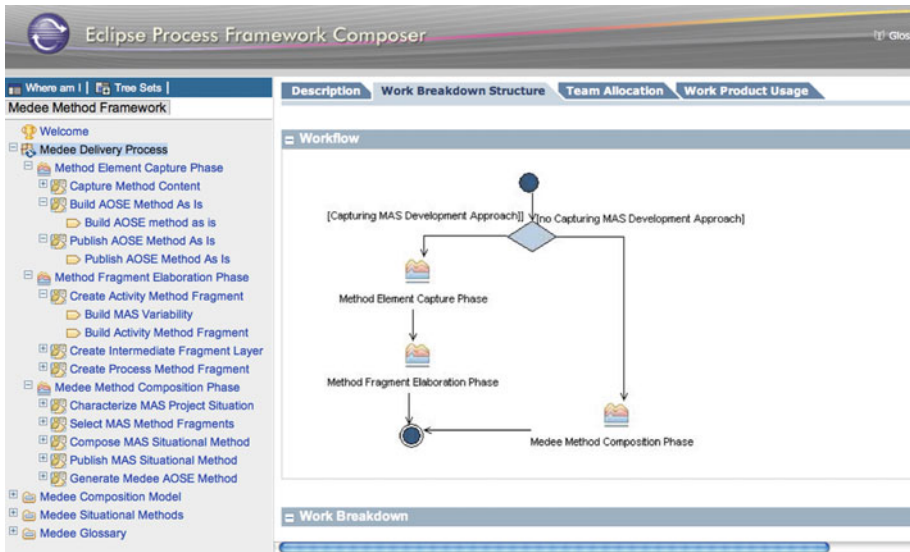 Eclipse Process Framework Composer
Glos
Where am I | Tree Sets |
Medee Method Framework
Welcome
Medee Delivery Process
Method Element Capture Phase
Capture Method Content
Build AOSE Method As Is
Build AOSE method as is
Publish AOSE Method As Is
Publish AOSE Method As Is
Method Fragment Elaboration Phase
Create Activity Method Fragment
Build MAS Variability
Build Activity Method Fragment
Create Intermediate Fragment Layer
Create Process Method Fragment
Medee Method Composition Phase
Characterize MAS Project Situation
Select MAS Method Fragments
Compose MAS Situational Method
Publish MAS Situational Method
Generate Medee AOSE Method
Medee Composition Model
Medee Situational Methods
Medee Glossary
Description Work Breakdown Structure Team Allocation Work Product Usage
Workflow
[Capturing MAS Development Approach]] [no Capturing MAS Development Approach]
Method Element Capture Phase
Method Fragment Elaboration Phase
Medee Method Composition Phase
Work Breakdown